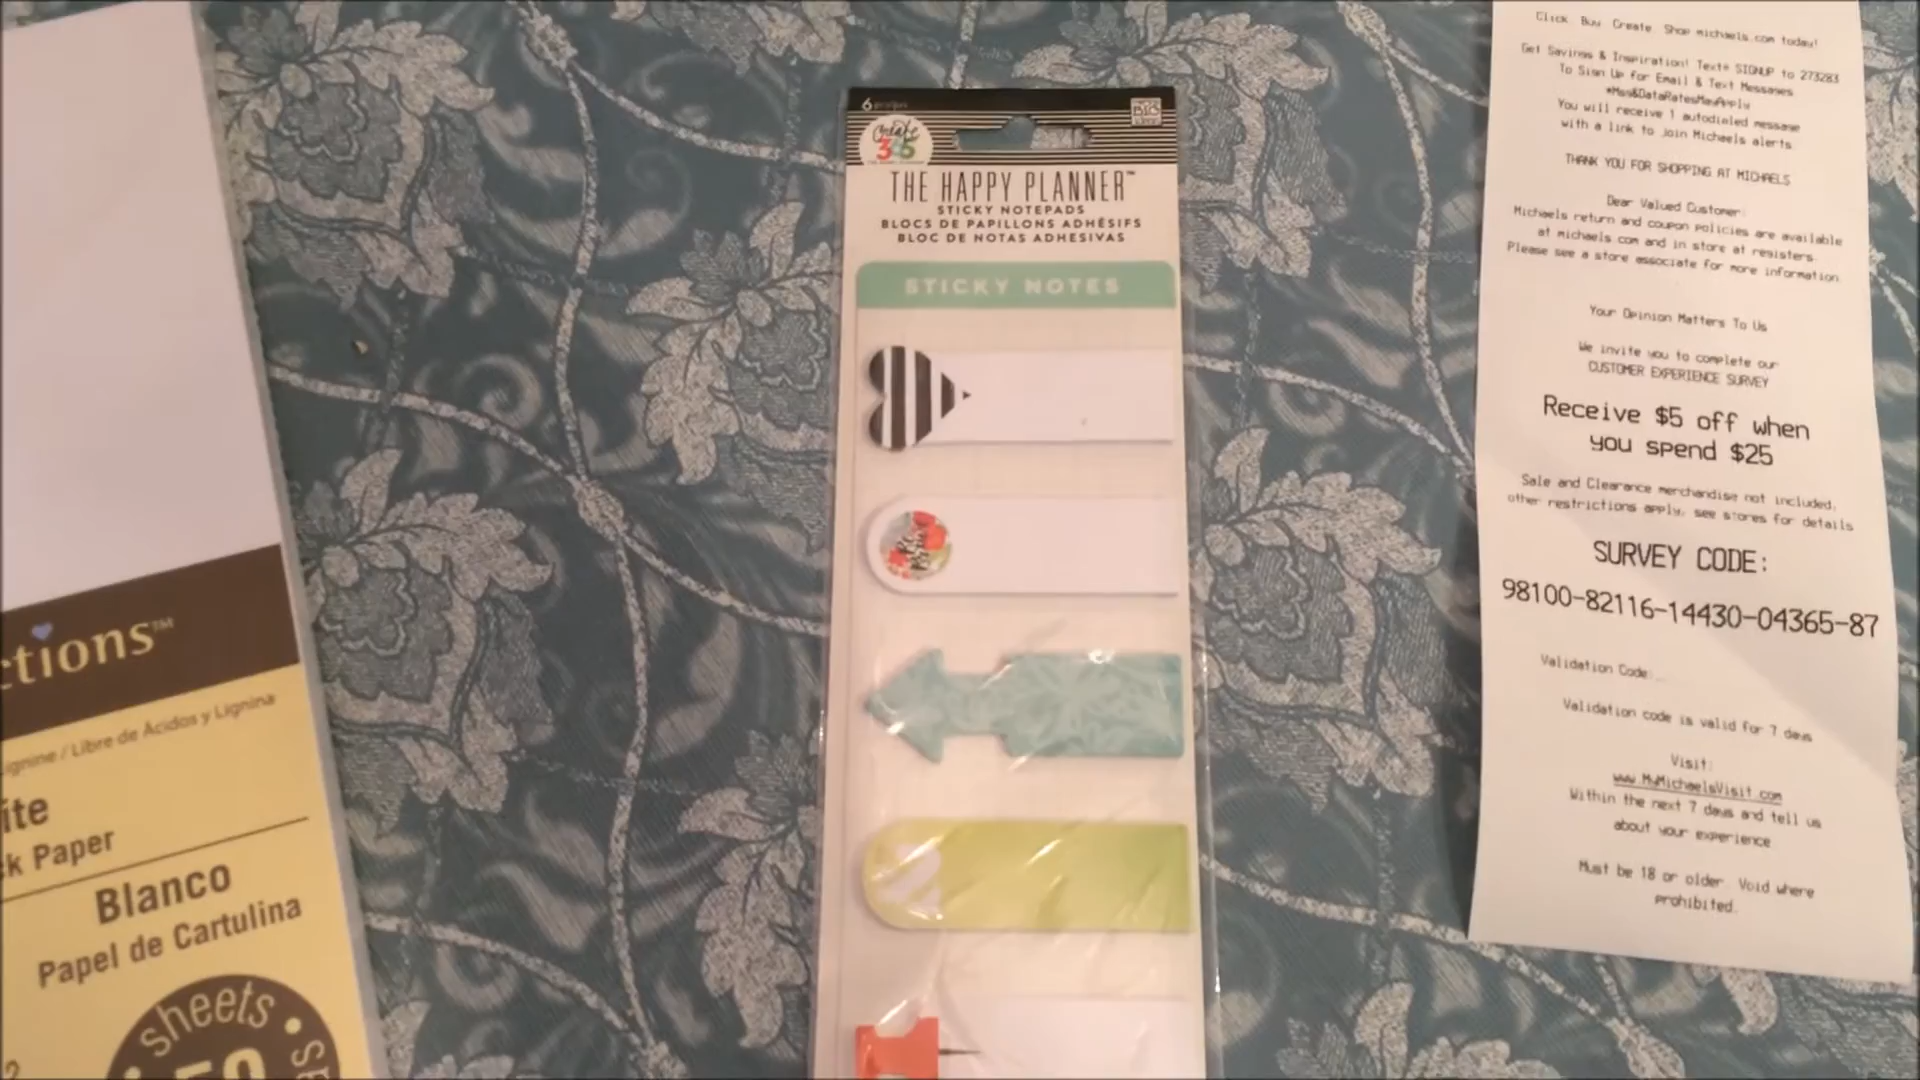 ctions™
ignine / Libre de Ácidos y Lignina
ite
k Paper
Blanco
Papel de Cartulina
sheets
50
6
Create
365
THE HAPPY PLANNER™
STICKY NOTEPADS
BLOCS DE PAPILLONS ADHÉSIFS
BLOC DE NOTAS ADHESIVAS
STICKY NOTES
Click. Buy. Create. Shop michaels.com today!
Get Savings & Inspiration! Text* SIGNUP to 273283
To Sign Up for Email & Text Messages
*Msg&DataRatesMayApply
You will receive 1 autodialed message
with a link to join Michaels alerts
THANK YOU FOR SHOPPING AT MICHAELS
Dear Valued Customer:
Michaels return and coupon policies are available
at michaels.com and in store at registers.
Please see a store associate for more information
Your Opinion Matters To Us
We invite you to complete our
CUSTOMER EXPERIENCE SURVEY
Receive $5 off when
you spend $25
Sale and Clearance merchandise not included,
other restrictions apply, see stores for details
SURVEY CODE:
98100-82116-14430-04365-87
Validation Code:
Validation code is valid for 7 days
Visit:
www.MyMichaelsVisit.com
Within the next 7 days and tell us
about your experience
Must be 18 or older. Void where
prohibited.